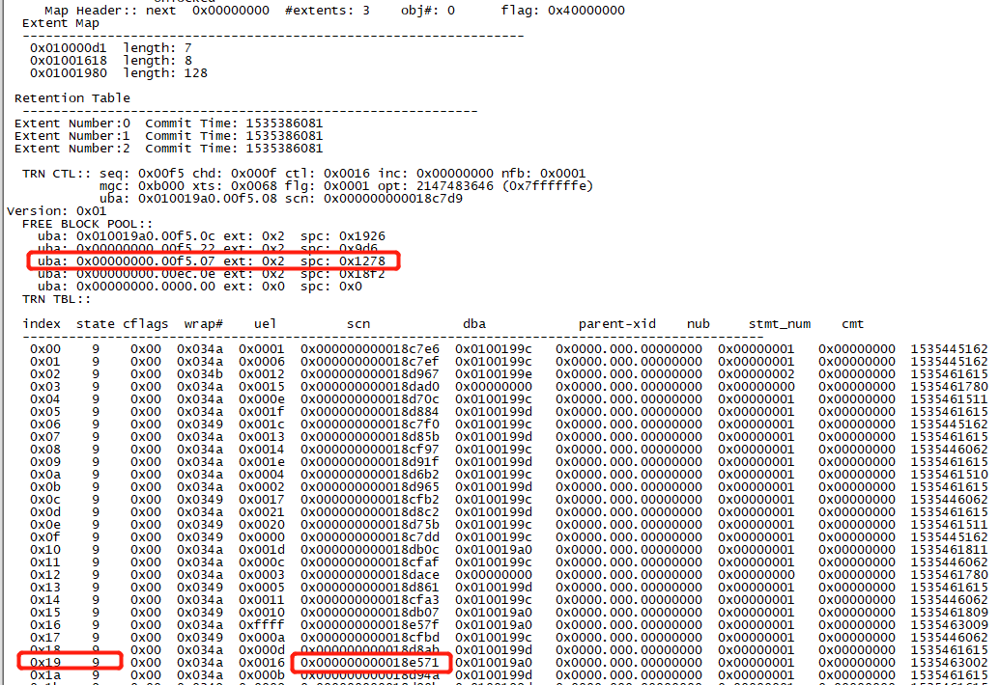 Map Header:: next  0x00000000  #extents: 3    obj#: 0      flag: 0x40000000
Extent Map
-----------------------------------------------------------------
0x010000d1  length: 7
0x01001618  length: 8
0x01001980  length: 128
Retention Table
-----------------------------------------------------------
Extent Number:0  Commit Time: 1535386081
Extent Number:1  Commit Time: 1535386081
Extent Number:2  Commit Time: 1535386081
TRN CTL:: seq: 0x00f5 chd: 0x000f ctl: 0x0016 inc: 0x00000000 nfb: 0x0001
mgc: 0xb000 xts: 0x0068 flg: 0x0001 opt: 2147483646 (0x7ffffffe)
uba: 0x010019a0.00f5.08 scn: 0x000000000018c7d9
Version: 0x01
FREE BLOCK POOL::
uba: 0x010019a0.00f5.0c ext: 0x2  spc: 0x1926
uba: 0x00000000.00f5.22 ext: 0x2  spc: 0x9d6
uba: 0x00000000.00f5.07 ext: 0x2  spc: 0x1278
uba: 0x00000000.00ec.0e ext: 0x2  spc: 0x18f2
uba: 0x00000000.0000.00 ext: 0x0  spc: 0x0
TRN TBL::
index  state cflags  wrap#    uel         scn            dba            parent-xid    nub     stmt_num    cmt
------------------------------------------------------------------------------------------------
0x00    9    0x00  0x034a  0x0001  0x000000000018c7e6  0x0100199c  0x0000.000.00000000  0x00000001   0x00000000  1535445162
0x01    9    0x00  0x034a  0x0006  0x000000000018c7ef  0x0100199c  0x0000.000.00000000  0x00000001   0x00000000  1535445162
0x02    9    0x00  0x034b  0x0012  0x000000000018d967  0x0100199e  0x0000.000.00000000  0x00000002   0x00000000  1535461615
0x03    9    0x00  0x034a  0x0015  0x000000000018dad0  0x00000000  0x0000.000.00000000  0x00000000   0x00000000  1535461780
0x04    9    0x00  0x034a  0x000e  0x000000000018d70c  0x0100199c  0x0000.000.00000000  0x00000001   0x00000000  1535461511
0x05    9    0x00  0x034a  0x001f  0x000000000018d884  0x0100199d  0x0000.000.00000000  0x00000001   0x00000000  1535461615
0x06    9    0x00  0x0349  0x001c  0x000000000018c7f0  0x0100199c  0x0000.000.00000000  0x00000001   0x00000000  1535445162
0x07    9    0x00  0x034a  0x0013  0x000000000018d85b  0x0100199d  0x0000.000.00000000  0x00000001   0x00000000  1535461615
0x08    9    0x00  0x034a  0x0014  0x000000000018cf97  0x0100199c  0x0000.000.00000000  0x00000001   0x00000000  1535446062
0x09    9    0x00  0x034a  0x001e  0x000000000018d91f  0x0100199d  0x0000.000.00000000  0x00000001   0x00000000  1535461615
0x0a    9    0x00  0x034a  0x0004  0x000000000018d6b2  0x0100199c  0x0000.000.00000000  0x00000001   0x00000000  1535461510
0x0b    9    0x00  0x034a  0x0002  0x000000000018d965  0x0100199d  0x0000.000.00000000  0x00000001   0x00000000  1535461615
0x0c    9    0x00  0x0349  0x0017  0x000000000018cfb2  0x0100199c  0x0000.000.00000000  0x00000001   0x00000000  1535446062
0x0d    9    0x00  0x034a  0x0021  0x000000000018d8c2  0x0100199d  0x0000.000.00000000  0x00000001   0x00000000  1535461615
0x0e    9    0x00  0x0349  0x0020  0x000000000018d75b  0x0100199c  0x0000.000.00000000  0x00000001   0x00000000  1535461511
0x0f    9    0x00  0x0349  0x0000  0x000000000018c7dd  0x0100199c  0x0000.000.00000000  0x00000001   0x00000000  1535445162
0x10    9    0x00  0x034a  0x001d  0x000000000018db0c  0x010019a0  0x0000.000.00000000  0x00000001   0x00000000  1535461811
0x11    9    0x00  0x034a  0x000c  0x000000000018cfaf  0x0100199c  0x0000.000.00000000  0x00000001   0x00000000  1535446062
0x12    9    0x00  0x034a  0x0003  0x000000000018dace  0x00000000  0x0000.000.00000000  0x00000000   0x00000000  1535461780
0x13    9    0x00  0x0349  0x0005  0x000000000018d861  0x0100199d  0x0000.000.00000000  0x00000001   0x00000000  1535461615
0x14    9    0x00  0x034a  0x0011  0x000000000018cfa3  0x0100199c  0x0000.000.00000000  0x00000001   0x00000000  1535446062
0x15    9    0x00  0x0349  0x0010  0x000000000018db07  0x010019a0  0x0000.000.00000000  0x00000001   0x00000000  1535461809
0x16    9    0x00  0x034a  0xffff  0x000000000018e57f  0x010019a0  0x0000.000.00000000  0x00000001   0x00000000  1535463009
0x17    9    0x00  0x0349  0x000a  0x000000000018cfbd  0x0100199c  0x0000.000.00000000  0x00000001   0x00000000  1535446062
0x18    9    0x00  0x034a  0x000d  0x000000000018d8ab  0x0100199d  0x0000.000.00000000  0x00000001   0x00000000  1535461615
0x19    9    0x00  0x034a  0x0016  0x000000000018e571  0x010019a0  0x0000.000.00000000  0x00000001   0x00000000  1535463002
0x1a    9    0x00  0x034a  0x000b  0x000000000018d94a  0x0100199d  0x0000.000.00000000  0x00000001   0x00000000  1535461615